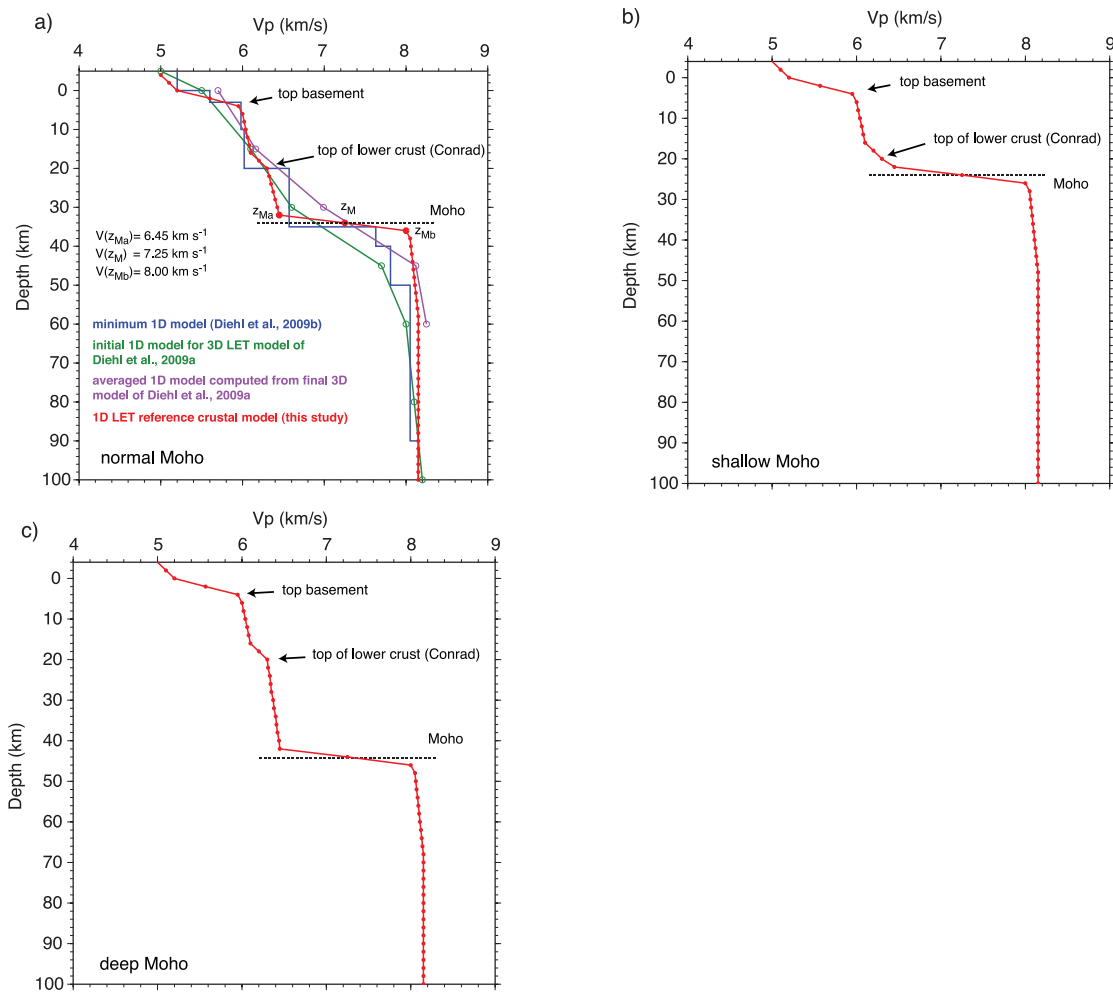 a)
Vp (km/s)
4 5 6 7 8 9
0
10
20
30
40
50
60
70
80
90
100
Depth (km)
top basement
top of lower crust (Conrad)
zMa
zM
Moho
zMb
V(zMa)= 6.45 km s-1
V(zM) = 7.25 km s-1
V(zMb)= 8.00 km s-1
minimum 1D model (Diehl et al., 2009b)
initial 1D model for 3D LET model of
Diehl et al., 2009a
averaged 1D model computed from final 3D
model of Diehl et al., 2009a
1D LET reference crustal model (this study)
normal Moho
b)
Vp (km/s)
4 5 6 7 8 9
0
10
20
30
40
50
60
70
80
90
100
Depth (km)
top basement
top of lower crust (Conrad)
Moho
shallow Moho
c)
Vp (km/s)
4 5 6 7 8 9
0
10
20
30
40
50
60
70
80
90
100
Depth (km)
top basement
top of lower crust (Conrad)
Moho
deep Moho